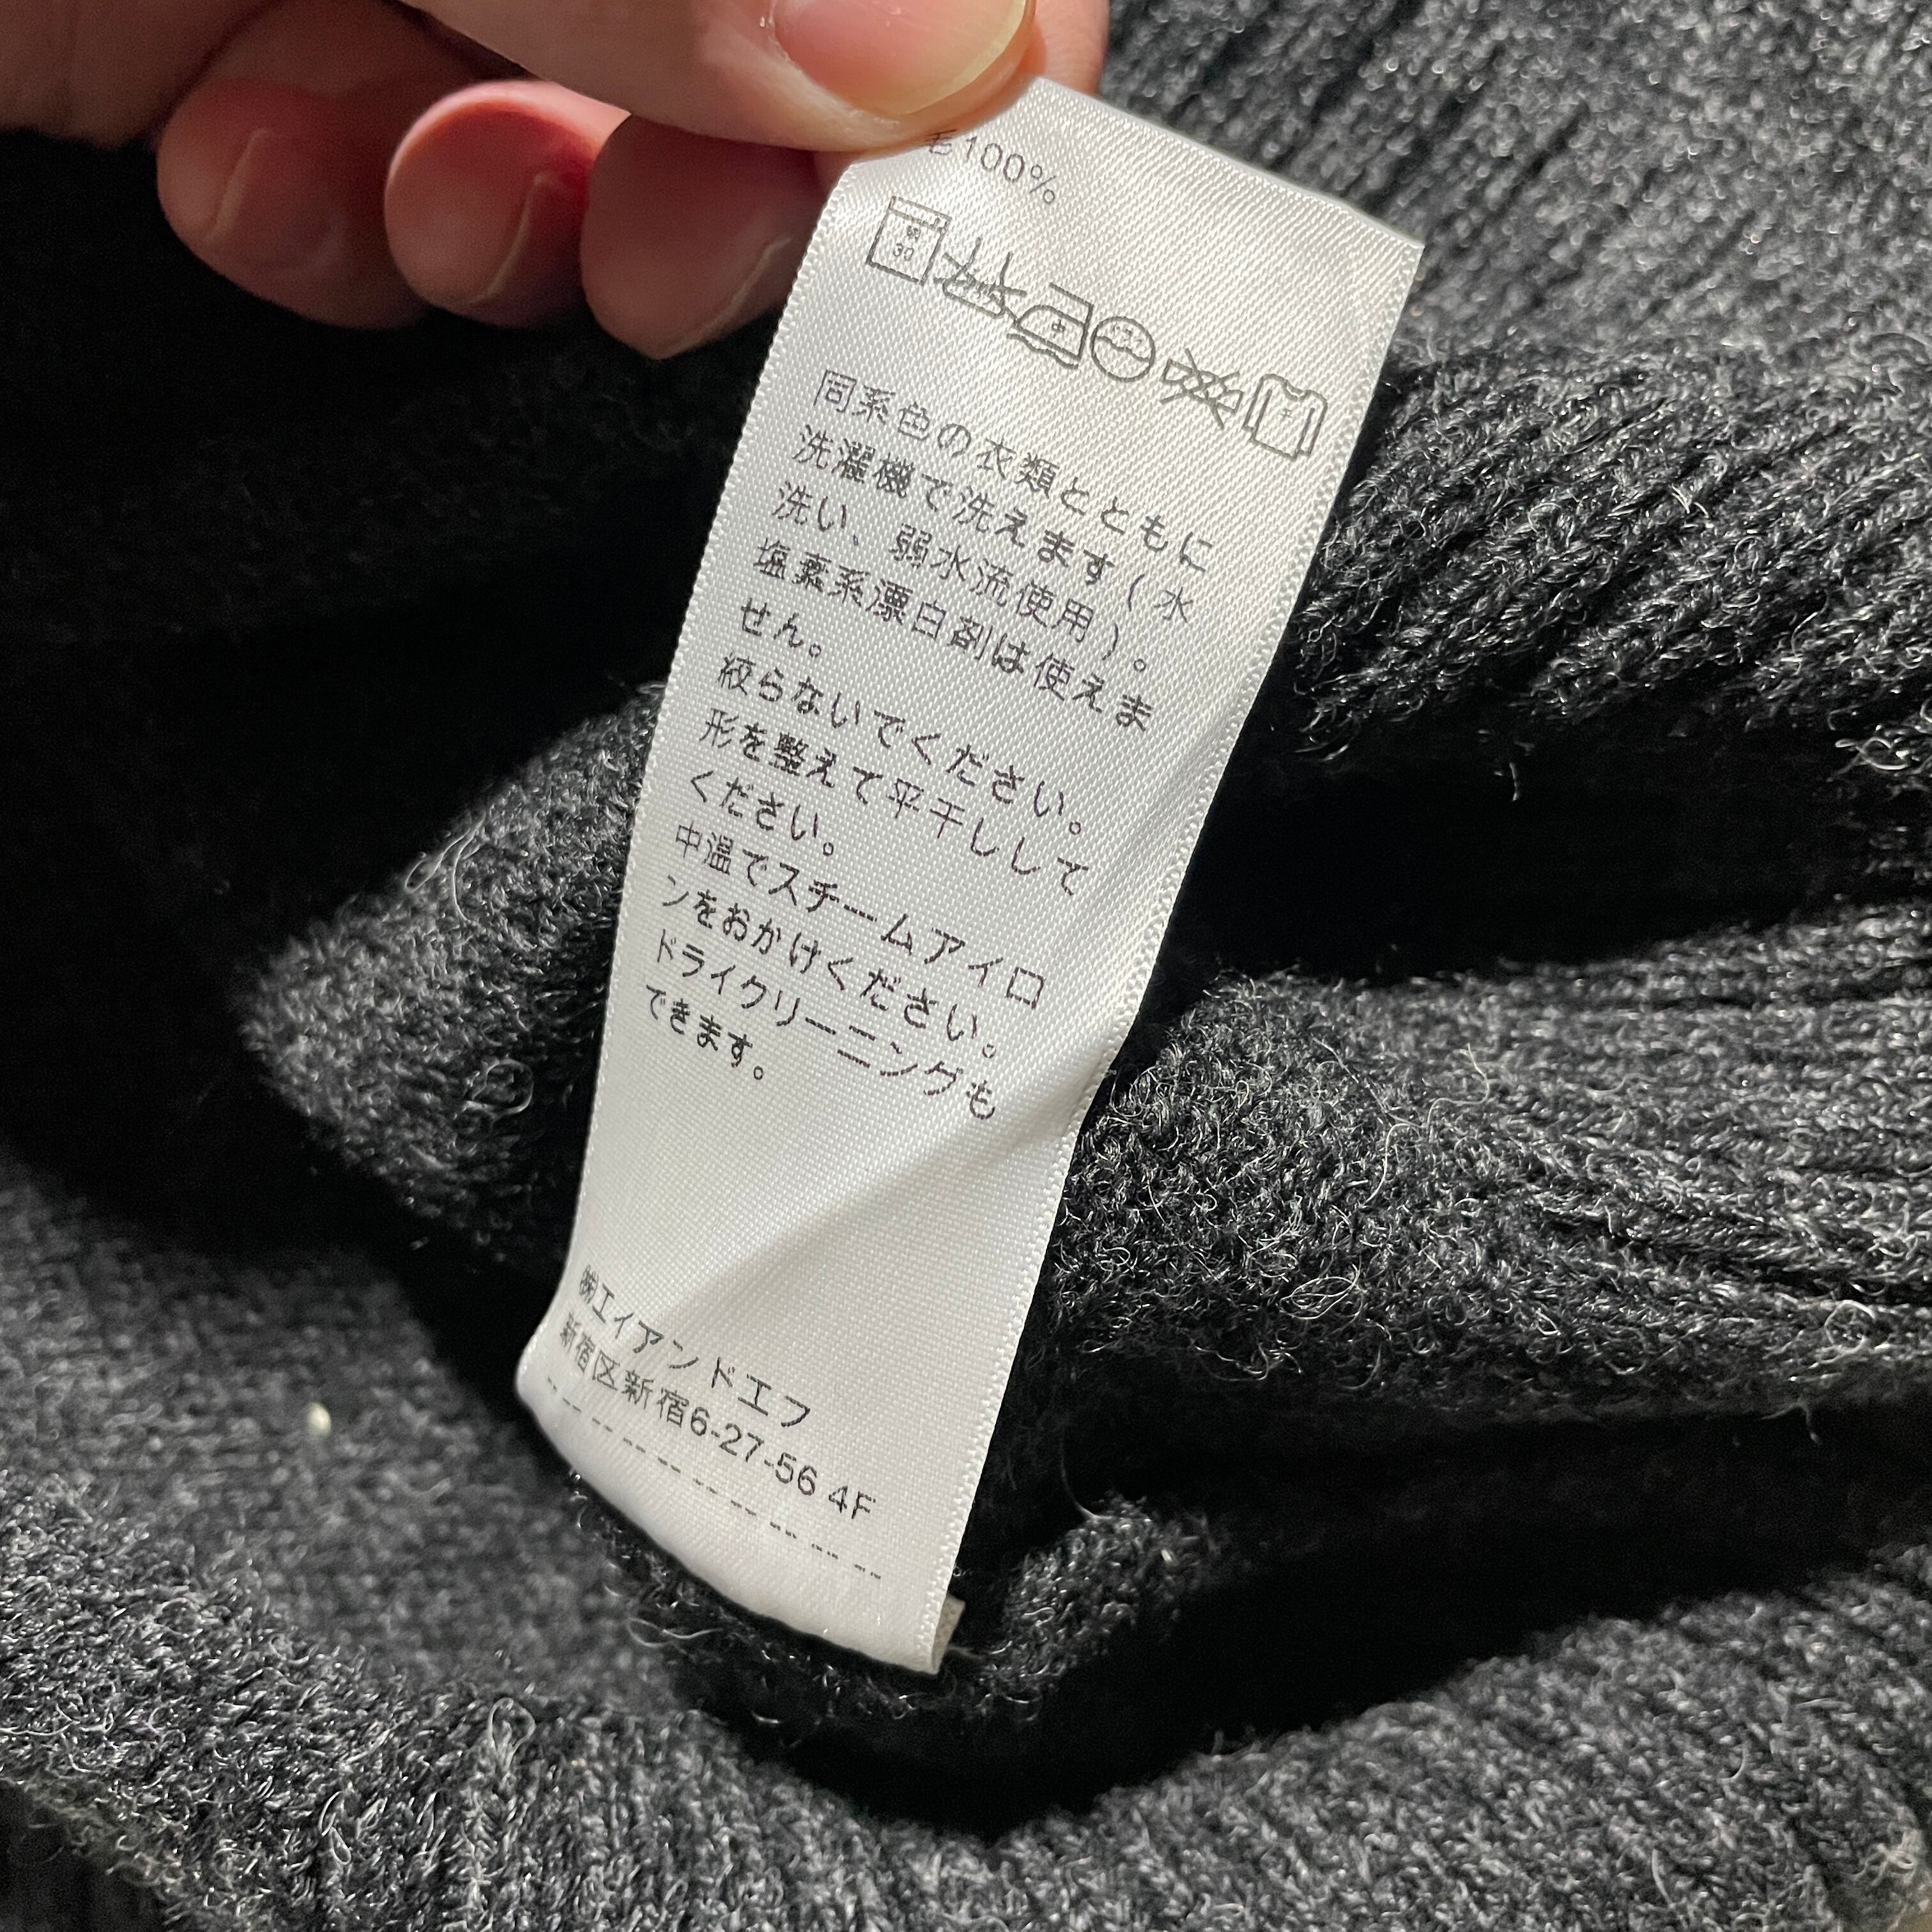 毛100%
弱
30
中
平
同系色の衣類とともに
洗濯機で洗えます(水
洗い、弱水流使用)。
塩素系漂白剤は使えま
せん。
絞らないでください。
形を整えて平干しして
ください。
中温でスチームアイロ
ンをおかけください。
ドライクリーニングも
できます。
㈱エイアンドエフ
新宿区新宿6-27-56 4F